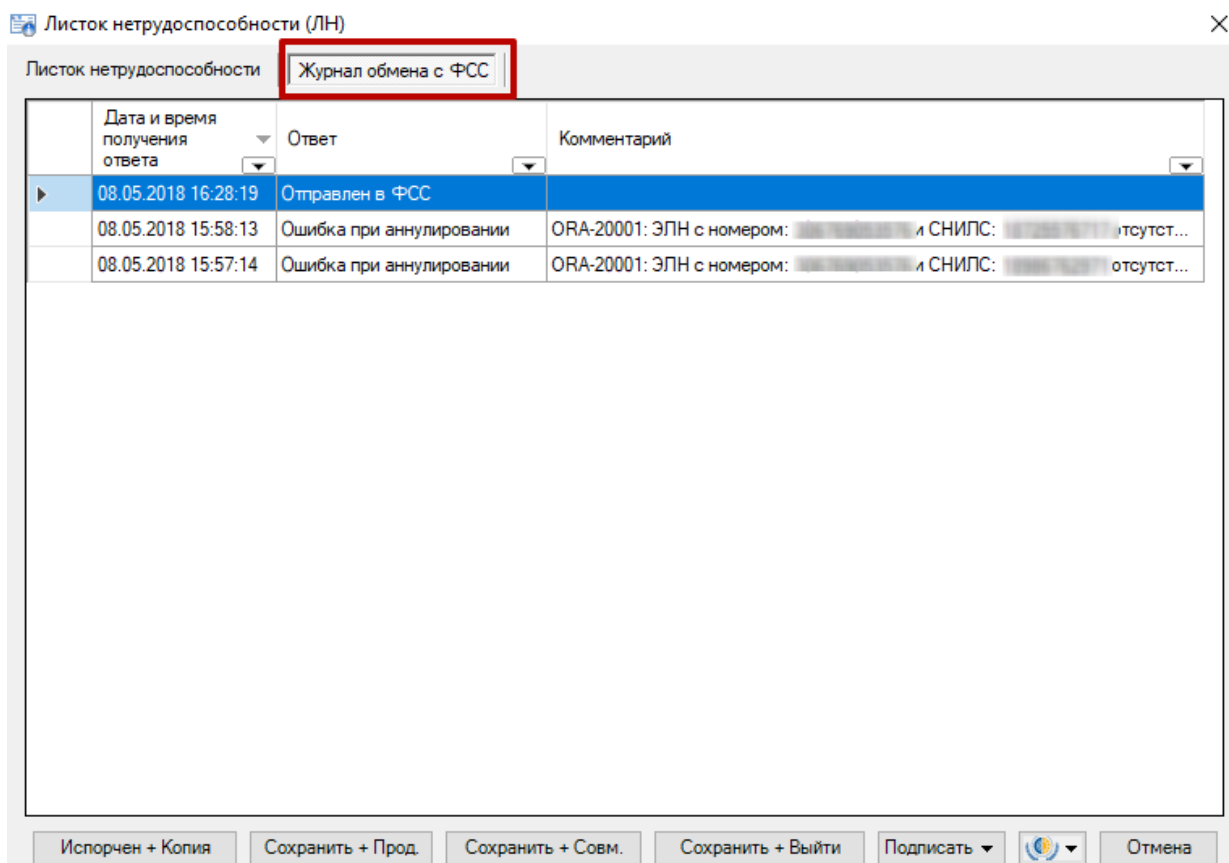 Листок нетрудоспособности (ЛН)
Листок нетрудоспособности Журнал обмена с ФСС
Дата и время
получения
ответа
Ответ
Комментарий
08.05.2018 16:28:19 Отправлен в ФСС
08.05.2018 15:58:13 Ошибка при аннулировании ORA-20001: ЭЛН с номером: и СНИЛС: отсутст...
08.05.2018 15:57:14 Ошибка при аннулировании ORA-20001: ЭЛН с номером: и СНИЛС: отсутст...
Испорчен + Копия Сохранить + Прод. Сохранить + Совм. Сохранить + Выйти Подписать Отмена